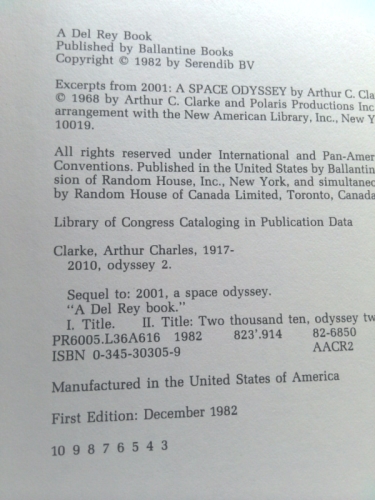 A Del Rey Book
Published by Ballantine Books
Copyright © 1982 by Serendib BV
Excerpts from 2001: A SPACE ODYSSEY by Arthur C. Cla
© 1968 by Arthur C. Clarke and Polaris Productions Inc
arrangement with the New American Library, Inc., New Y
10019.
All rights reserved under International and Pan-Amer
Conventions. Published in the United States by Ballantin
sion of Random House, Inc., New York, and simultaneo
by Random House of Canada Limited, Toronto, Canada
Library of Congress Cataloging in Publication Data
Clarke, Arthur Charles, 1917-
2010, odyssey 2.
Sequel to: 2001, a space odyssey.
"A Del Rey book."
I. Title. II. Title: Two thousand ten, odyssey tw
PR6005.L36A616 1982 823'.914 82-6850
ISBN 0-345-30305-9 AACR2
Manufactured in the United States of America
First Edition: December 1982
10 9 8 7 6 5 4 3